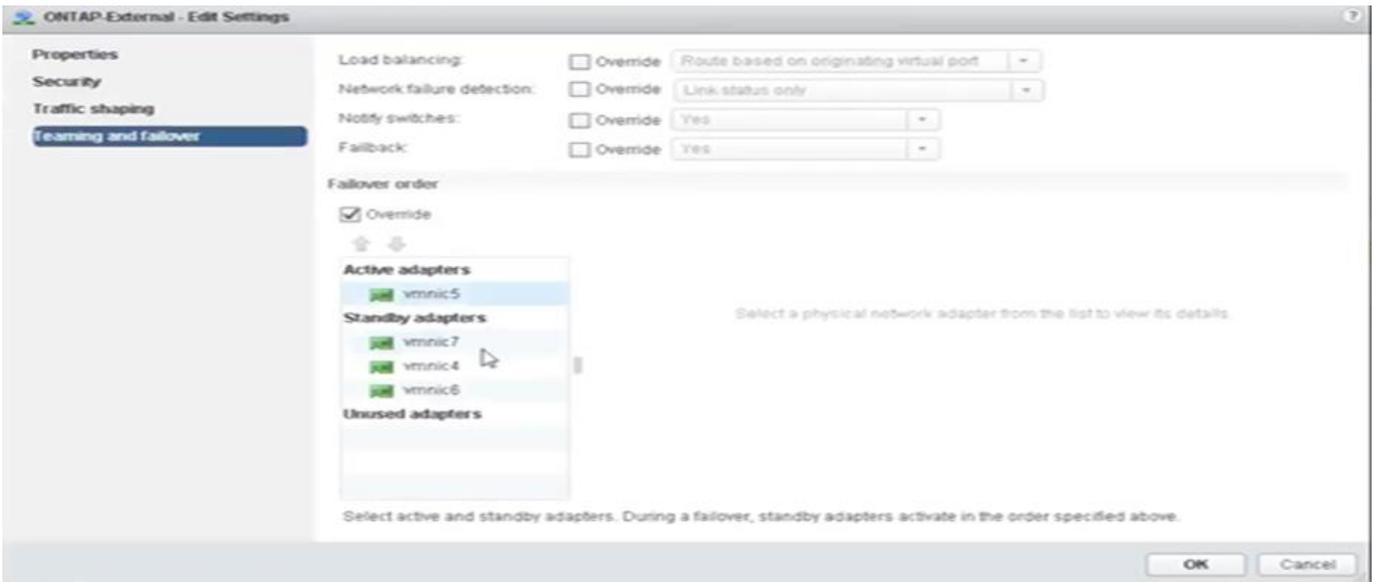 ONTAP-External - Edit Settings
?
Properties
Security
Traffic shaping
Teaming and failover
Load balancing: Override Route based on originating virtual port
Network failure detection: Override Link status only
Notify switches: Override Yes
Failback: Override Yes
Failover order
Override
Active adapters
vmnic5
Standby adapters
vmnic7
vmnic4
vmnic6
Unused adapters
Select a physical network adapter from the list to view its details.
Select active and standby adapters. During a failover, standby adapters activate in the order specified above.
OK Cancel